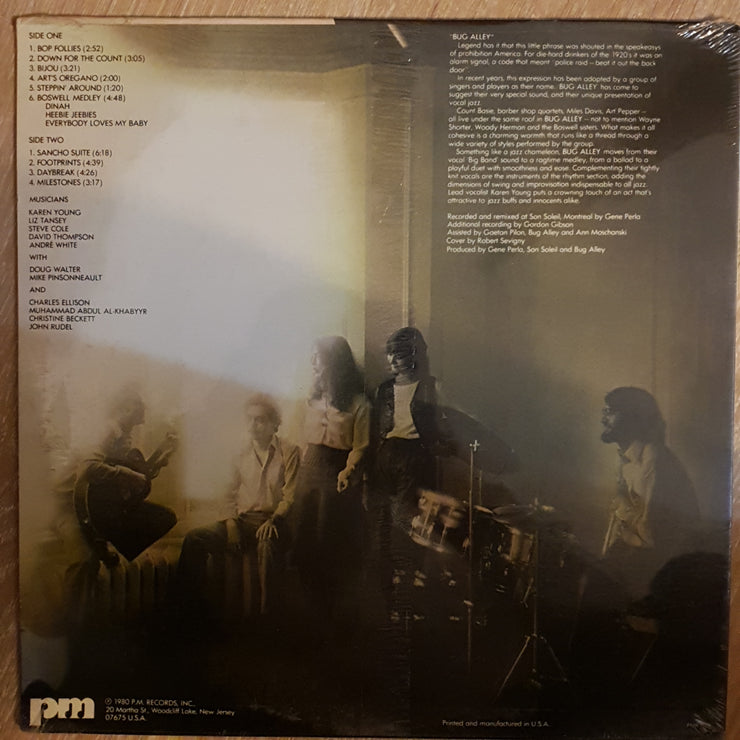 SIDE ONE
1. BOP FOLLIES (2:52)
2. DOWN FOR THE COUNT (3:05)
3. BIJOU (3:21)
4. ART'S OREGANO (2:00)
5. STEPPIN' AROUND (1:20)
6. BOSWELL MEDLEY (4:48)
DINAH
HEEBIE JEEBIES
EVERYBODY LOVES MY BABY
SIDE TWO
1. SANCHO SUITE (6:18)
2. FOOTPRINTS (4:39)
3. DAYBREAK (4:26)
4. MILESTONES (3:17)
MUSICIANS
KAREN YOUNG
LIZ TANSEY
STEVE COLE
DAVID THOMPSON
ANDRÉ WHITE
WITH
DOUG WALTER
MIKE PINSONNEAULT
AND
CHARLES ELLISON
MUHAMMAD ABDUL AL-KHABYYR
CHRISTINE BECKETT
JOHN RUDEL
"BUG ALLEY"
Legend has it that this little phrase was shouted in the speakeasys
of prohibition America. For die-hard drinkers of the 1920's it was an
alarm signal, a code that meant "police raid — beat it out the back
door"
In recent years, this expression has been adopted by a group of
singers and players as their name. BUG ALLEY has come to
suggest their very special sound, and their unique presentation of
vocal jazz.
Count Basie, barber shop quartets, Miles Davis, Art Pepper —
all live under the same roof in BUG ALLEY — not to mention Wayne
Shorter, Woody Herman and the Boswell sisters. What makes it all
cohesive is a charming warmth that runs like a thread through a
wide variety of styles performed by the group.
Something like a jazz chameleon, BUG ALLEY moves from their
vocal 'Big Band' sound to a ragtime medley, from a ballad to a
playful duet with smoothness and ease. Complementing their tightly
knit vocals are the instruments of the rhythm section, adding the
dimensions of swing and improvisation indispensable to all jazz.
Lead vocalist Karen Young puts a crowning touch of an act that's
attractive to jazz buffs and innocents alike.
Recorded and remixed at Son Soleil, Montreal by Gene Perla
Additional recording by Gordon Gibson
Assisted by Gaetan Pilon, Bug Alley and Ann Moschanski
Cover by Robert Sevigny
Produced by Gene Perla, Son Soleil and Bug Alley
pm
℗ 1980 P.M. RECORDS, INC.,
20 Martha St., Woodcliff Lake, New Jersey
07675 U.S.A.
Printed and manufactured in U.S.A.